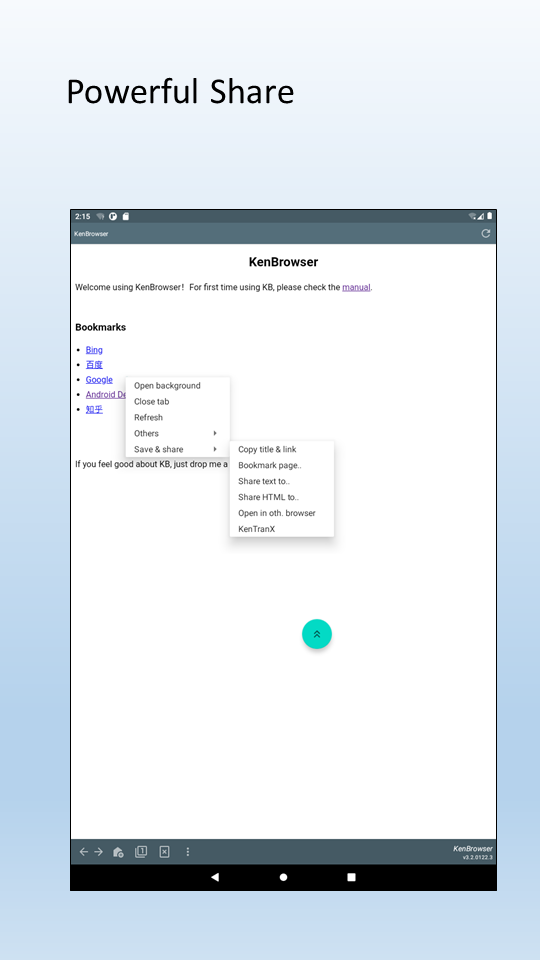 Powerful Share
2:15
KenBrowser
KenBrowser
Welcome using KenBrowser! For first time using KB, please check the manual.
Bookmarks
Bing
百度
Google
Android De
知乎
Open background
Close tab
Refresh
Others
Save & share
If you feel good about KB, just drop me a
Copy title & link
Bookmark page..
Share text to..
Share HTML to..
Open in oth. browser
KenTranX
1
KenBrowser
v3.2.0122.3